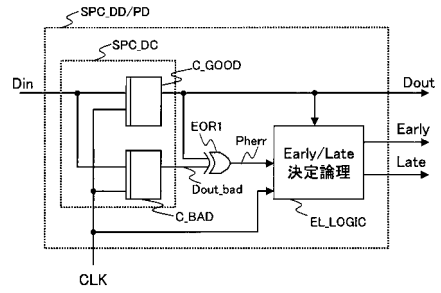 SPC_DD/PD
SPC_DC
C_GOOD
Din
Dout
EOR1
Pherr
Early
Early/Late
決定論理
Late
Dout_bad
C_BAD
EL_LOGIC
CLK